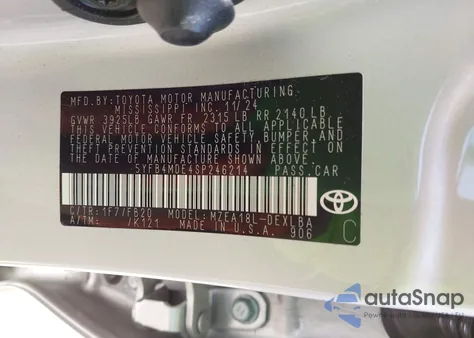 MFD. BY: TOYOTA MOTOR MANUFACTURING,
MISSISSIPPI INC. 11/24
GVWR 3925LB GAWR FR 2315LB RR 2140LB
THIS VEHICLE CONFORMS TO ALL APPLICABLE
FEDERAL MOTOR VEHICLE SAFETY, BUMPER, AND
THEFT PREVENTION STANDARDS IN EFFECT ON
THE DATE OF MANUFACTURE SHOWN ABOVE.
5YFB4MDE4SP246214 PASS.CAR
C/TR: 1F7/FB20 MODEL: MZEA18L-DEXLBA
A/TM: /K121 MADE IN U.S.A. 906
C
autoSnap